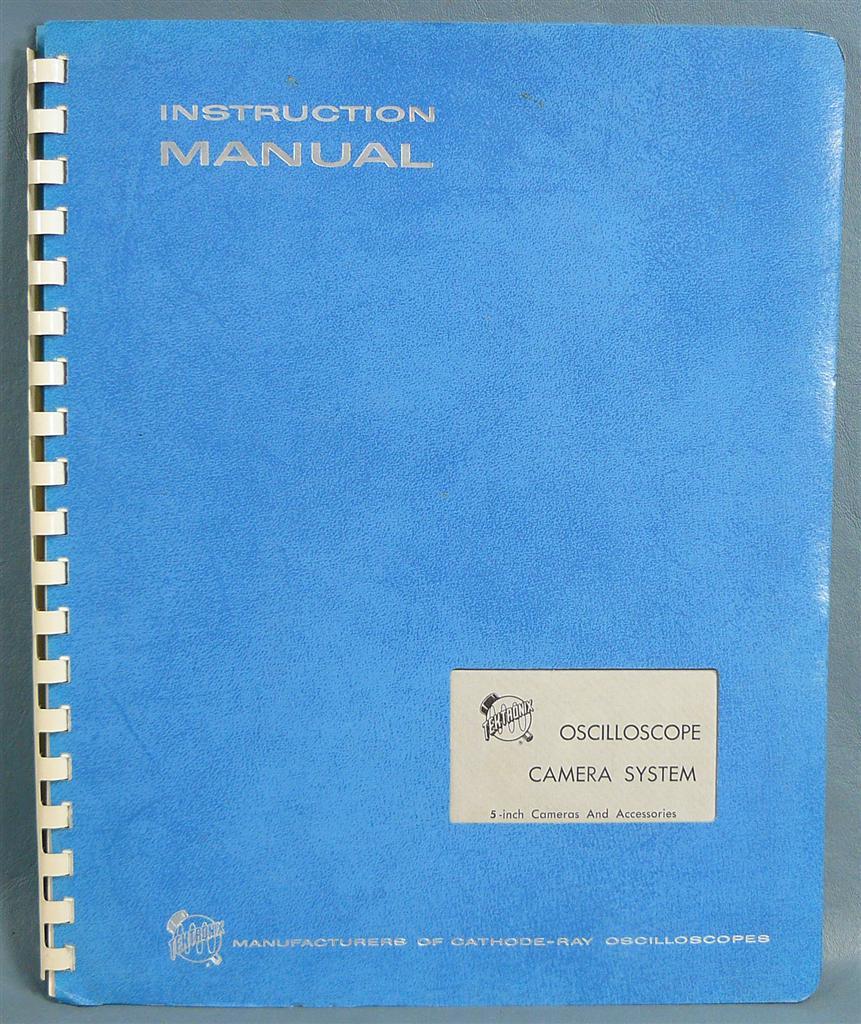 INSTRUCTION
MANUAL
TEKTRONIX
®
OSCILLOSCOPE
CAMERA SYSTEM
5-inch Cameras And Accessories
TEKTRONIX
MANUFACTURERS OF CATHODE-RAY OSCILLOSCOPES